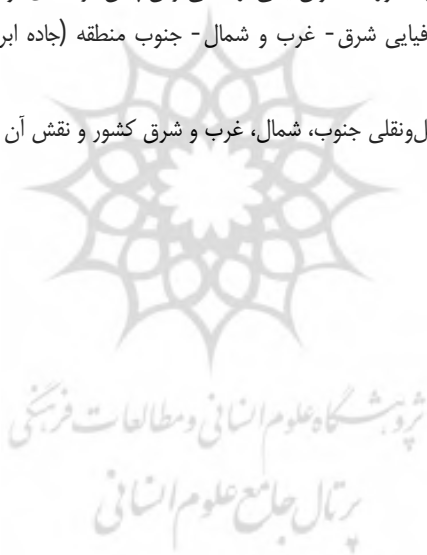 فیایی شرق- غرب و شمال- جنوب منطقه (جاده ابر
ل‌ونقلی جنوب، شمال، غرب و شرق کشور و نقش آن
پژوهشگاه علوم انسانی و مطالعات فرهنگی
پرتال جامع علوم انسانی